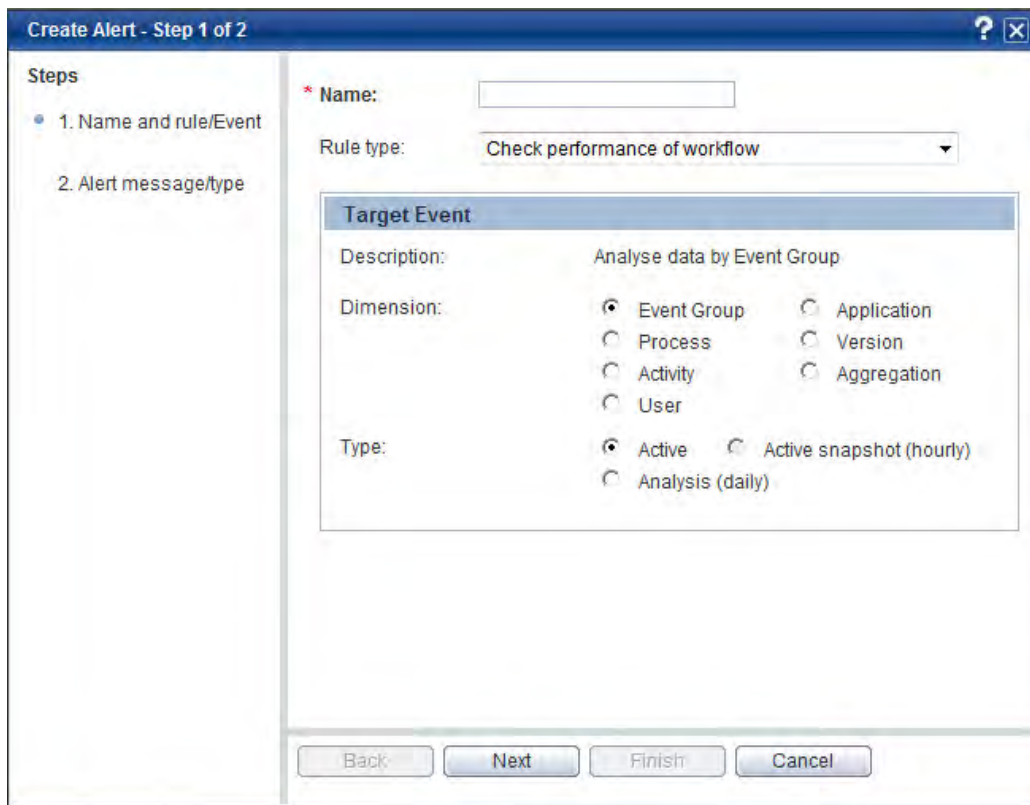 Create Alert - Step 1 of 2 ?
Steps
1. Name and rule/Event
2. Alert message/type
* Name:
Rule type: Check performance of workflow
Target Event
Description: Analyse data by Event Group
Dimension: Event Group Application
Process Version
Activity Aggregation
User
Type: Active Active snapshot (hourly)
Analysis (daily)
Back Next Finish Cancel